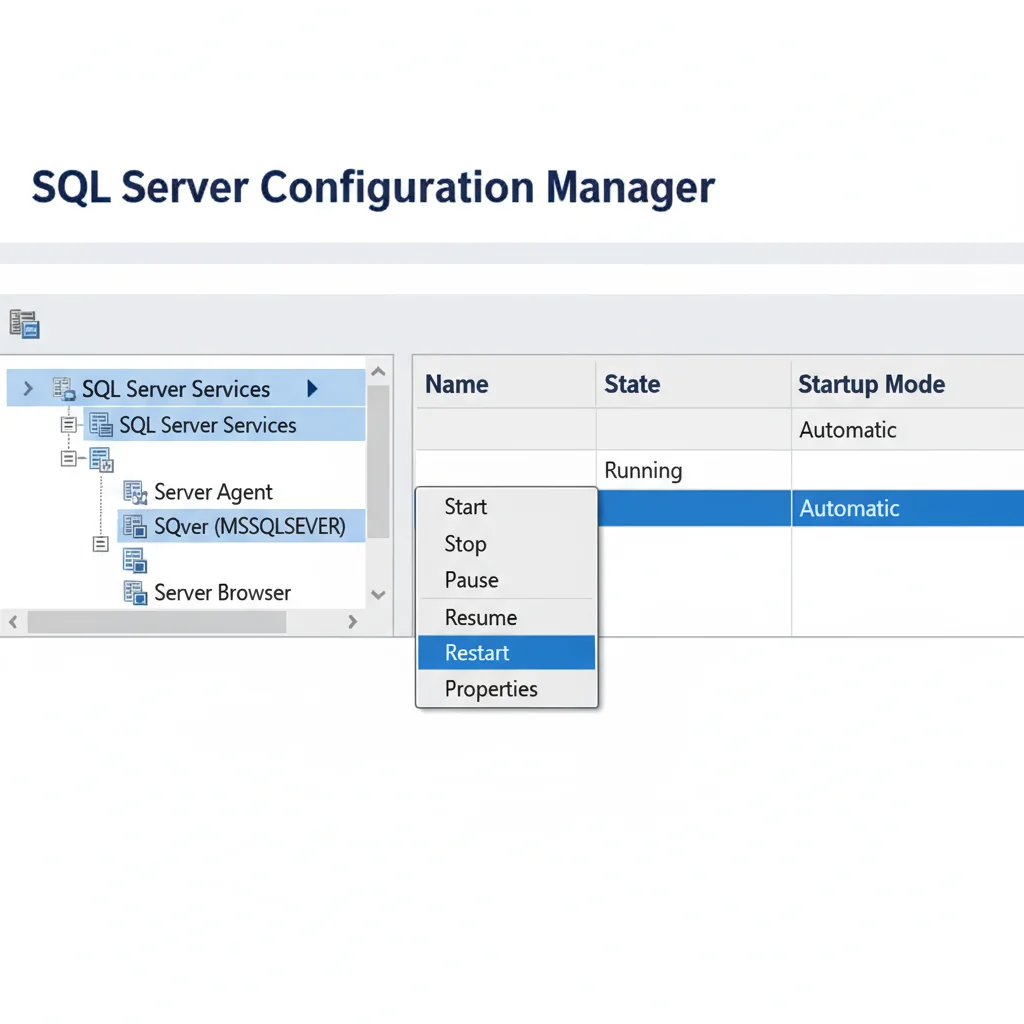 SQL Server Configuration Manager
SQL Server Services
SQL Server Services
Server Agent
SQver (MSSQLSEVER)
Server Browser
Name State Startup Mode
Automatic
Running
Automatic
Start
Stop
Pause
Resume
Restart
Properties